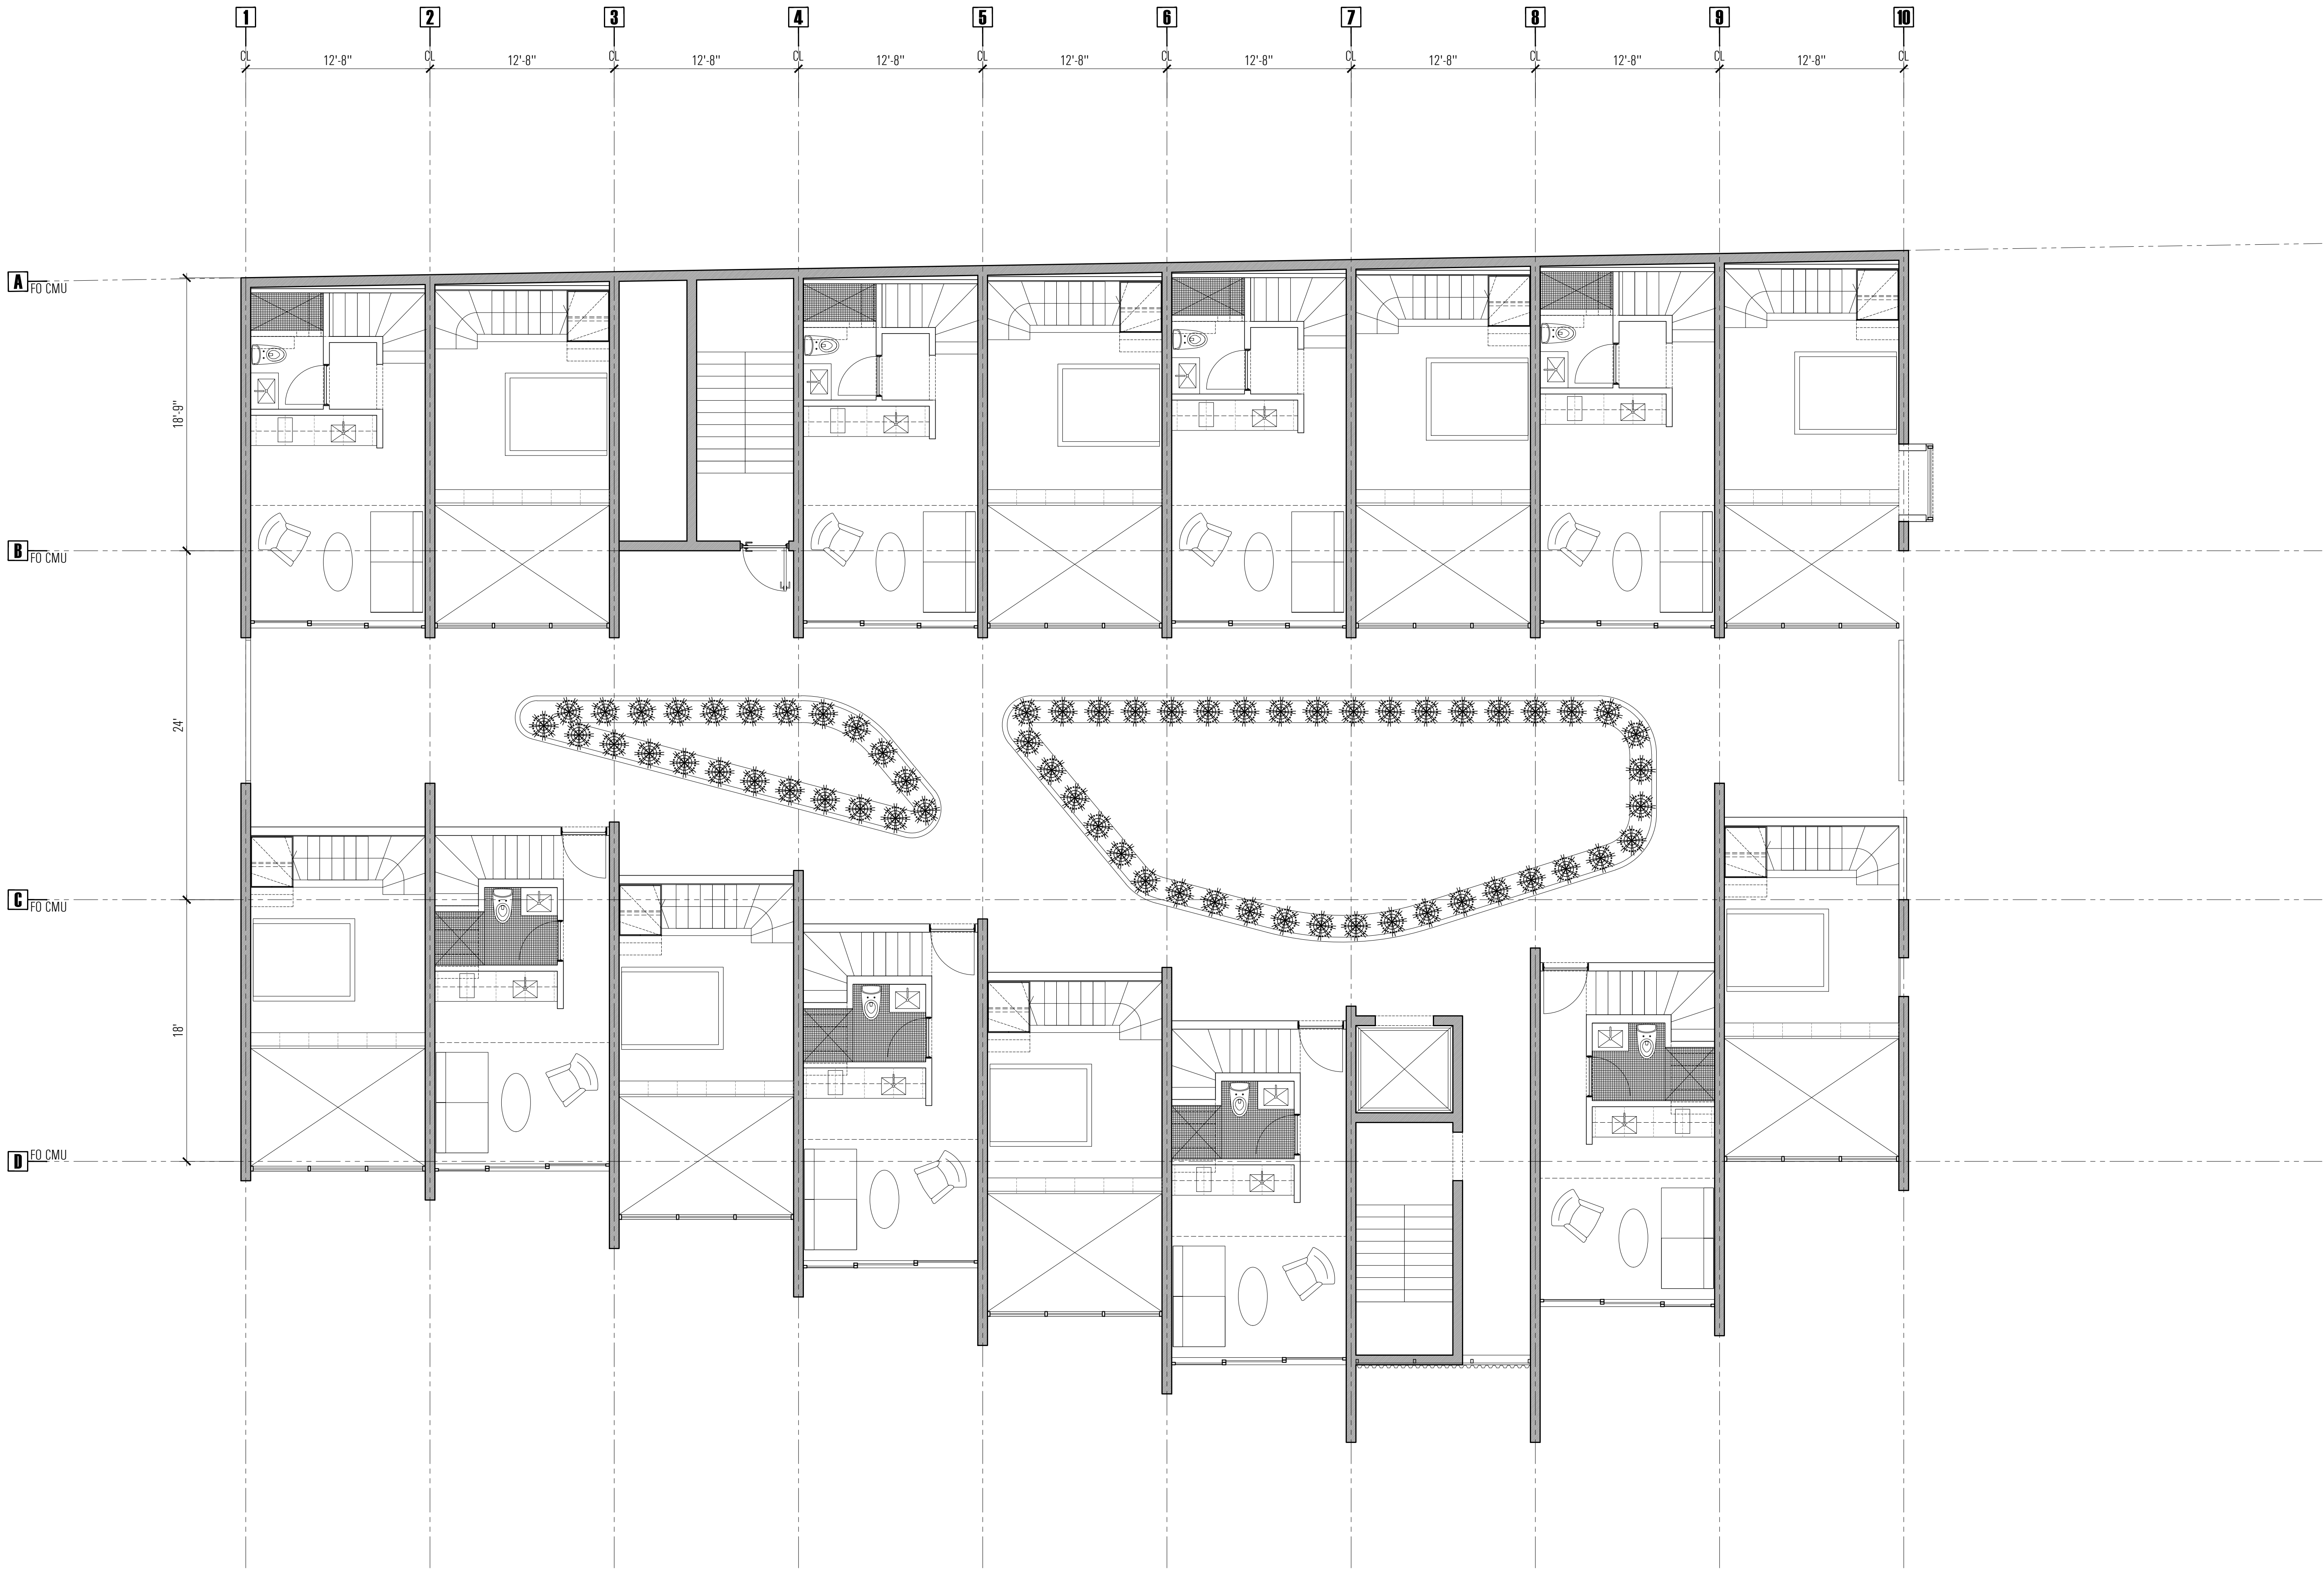 1 2 3 4 5 6 7 8 9 10
CL CL CL CL CL CL CL CL CL CL
12'-8" 12'-8" 12'-8" 12'-8" 12'-8" 12'-8" 12'-8" 12'-8" 12'-8"
A
FO CMU
18'-9"
B
FO CMU
24'
C
FO CMU
18'
D
FO CMU